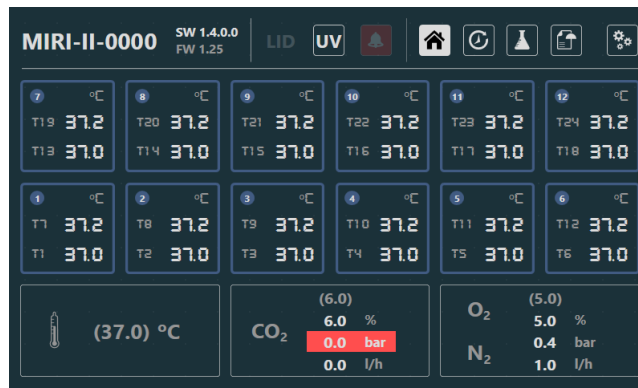 MIRI-II-0000 SW 1.4.0.0 LID UV
FW 1.25
7 °C 8 °C 9 °C 10 °C 11 °C 12 °C
T19 37.2 T20 37.2 T21 37.2 T22 37.2 T23 37.2 T24 37.2
T13 37.0 T14 37.0 T15 37.0 T16 37.0 T17 37.0 T18 37.0
1 °C 2 °C 3 °C 4 °C 5 °C 6 °C
T7 37.2 T8 37.2 T9 37.2 T10 37.2 T11 37.2 T12 37.2
T1 37.0 T2 37.0 T3 37.0 T4 37.0 T5 37.0 T6 37.0
(37.0) °C
CO₂
(6.0)
6.0 %
0.0 bar
0.0 l/h
O₂
N₂
(5.0)
5.0 %
0.4 bar
1.0 l/h